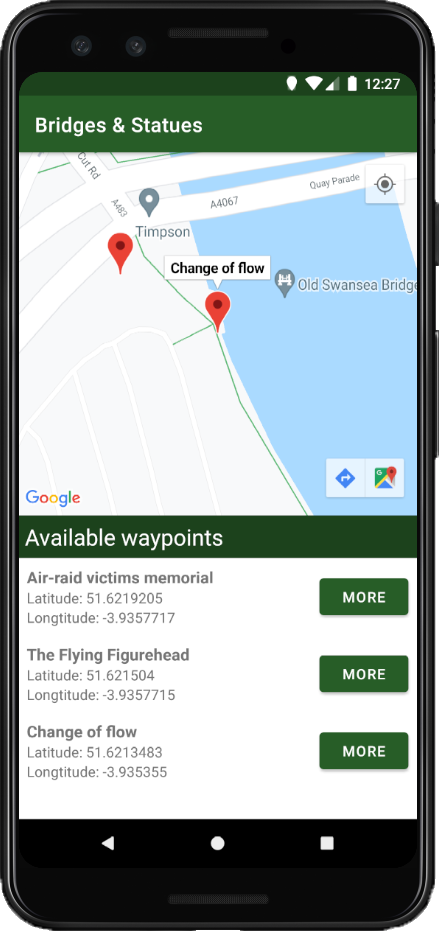 12:27
Bridges & Statues
Cut Rd
A483
A4067
Quay Parade
Timpson
Change of flow
Old Swansea Bridge
Google
Available waypoints
Air-raid victims memorial
Latitude: 51.6219205
Longtitude: -3.9357717
MORE
The Flying Figurehead
Latitude: 51.621504
Longtitude: -3.9357715
MORE
Change of flow
Latitude: 51.6213483
Longtitude: -3.935355
MORE